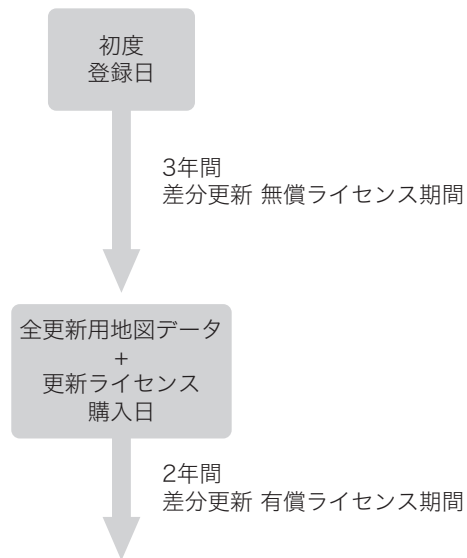 初度
登録日
3年間
差分更新 無償ライセンス期間
全更新用地図データ
+
更新ライセンス
購入日
2年間
差分更新 有償ライセンス期間